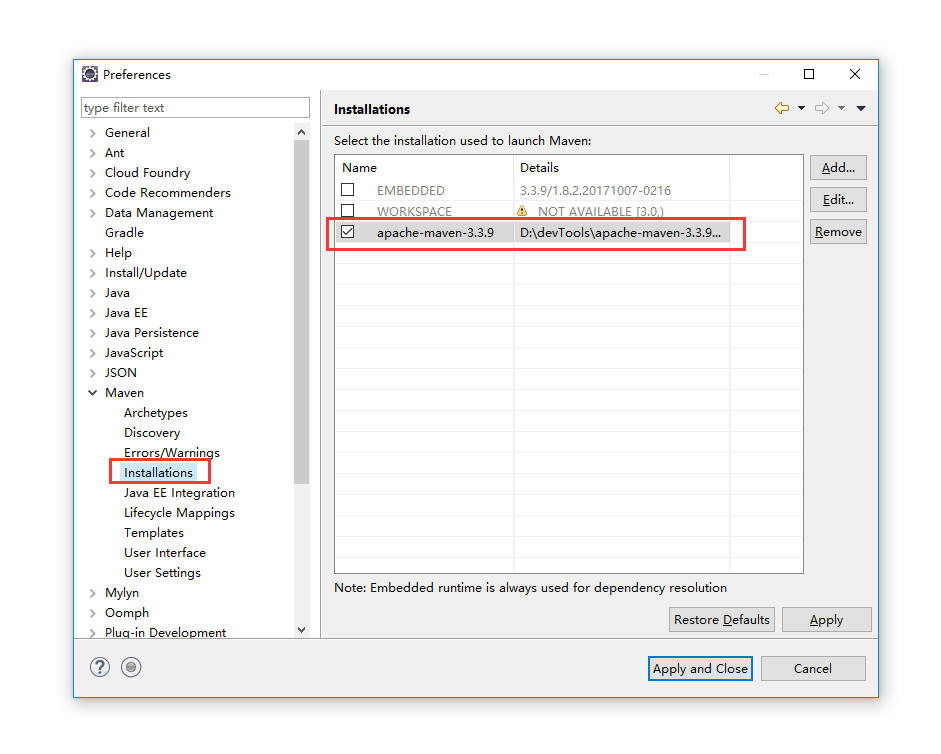 Preferences
type filter text
General
Ant
Cloud Foundry
Code Recommenders
Data Management
Gradle
Help
Install/Update
Java
Java EE
Java Persistence
JavaScript
JSON
Maven
Archetypes
Discovery
Errors/Warnings
Installations
Java EE Integration
Lifecycle Mappings
Templates
User Interface
User Settings
Mylyn
Oomph
Plug-in Development
Installations
Select the installation used to launch Maven:
Name Details
EMBEDDED 3.3.9/1.8.2.20171007-0216
WORKSPACE NOT AVAILABLE [3.0,)
apache-maven-3.3.9 D:\devTools\apache-maven-3.3.9...
Add...
Edit...
Remove
Note: Embedded runtime is always used for dependency resolution
Restore Defaults Apply
? Apply and Close Cancel